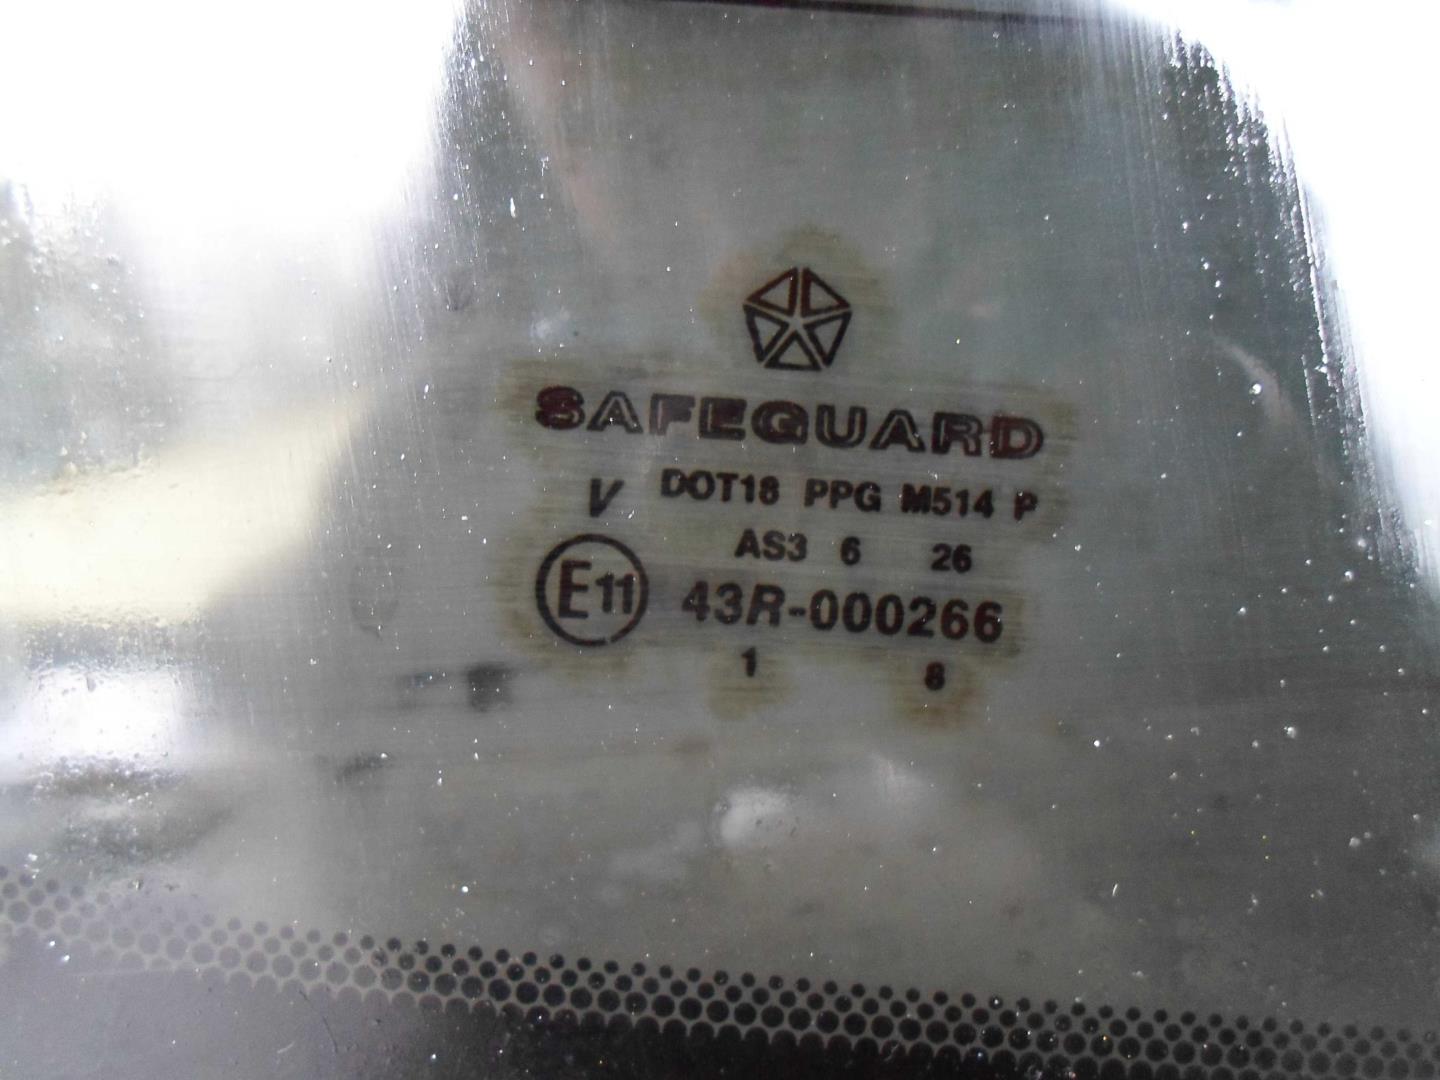 SAFEGUARD
V DOT18 PPG M514 P
AS3 6 26
E11 43R-000266
1 8